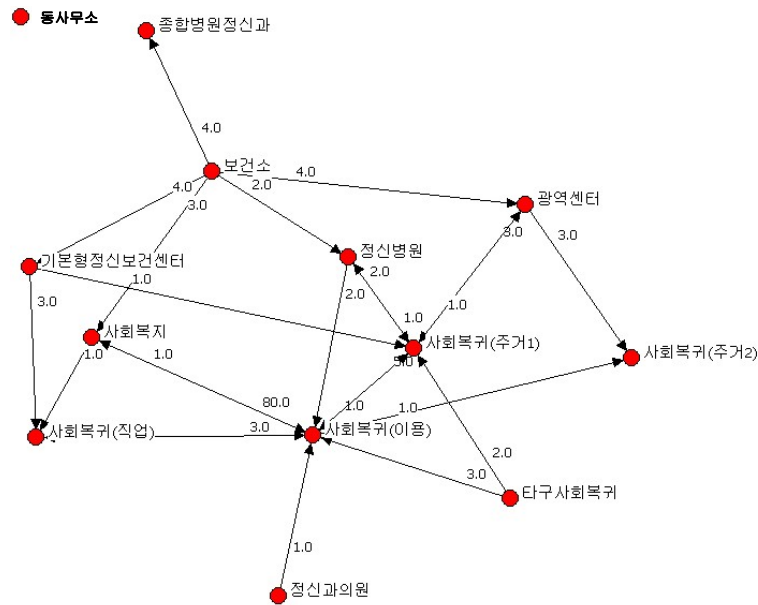 동사무소
종합병원정신과
4.0
보건소
4.0
4.0
2.0
3.0
광역센터
3.0
3.0
정신병원
2.0
기본형정신보건센터
1.0
2.0
3.0
1.0
1.0
사회복지
사회복귀(주거1)
사회복귀(주거2)
1.0
1.0
5.0
80.0
1.0
1.0
사회복귀(직업)
3.0
사회복귀(이용)
2.0
3.0
타구사회복귀
1.0
정신과의원